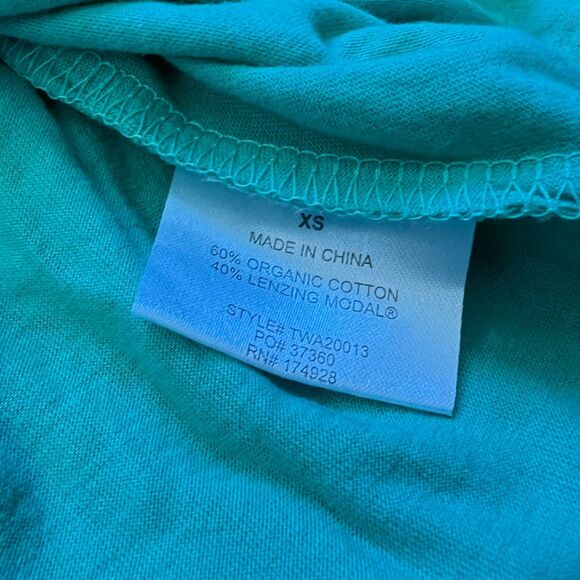 XS
MADE IN CHINA
60% ORGANIC COTTON
40% LENZING MODAL®
STYLE# TWA20013
PO# 37360
RN# 174928